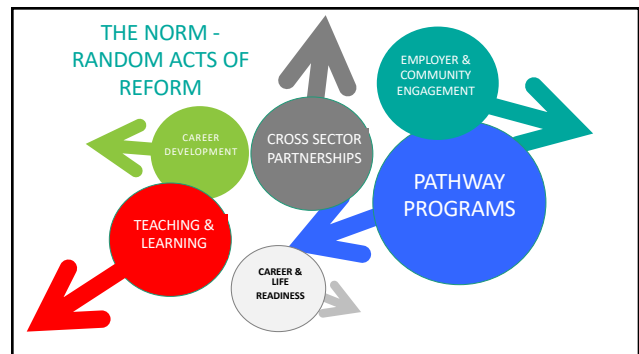 THE NORM -
RANDOM ACTS OF
REFORM
EMPLOYER &
COMMUNITY
ENGAGEMENT
CAREER
DEVELOPMENT
CROSS SECTOR
PARTNERSHIPS
PATHWAY
PROGRAMS
TEACHING &
LEARNING
CAREER &
LIFE
READINESS